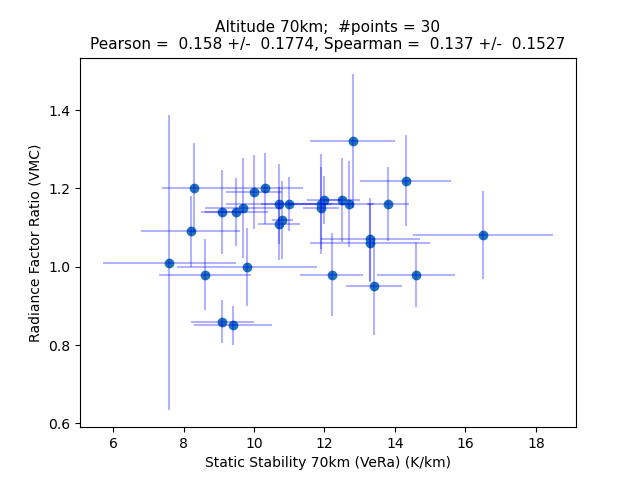 Altitude 70km;  #points = 30
Pearson =  0.158 +/-  0.1774, Spearman =  0.137 +/-  0.1527
1.4
1.2
1.0
0.8
0.6
Radiance Factor Ratio (VMC)
6 8 10 12 14 16 18
Static Stability 70km (VeRa) (K/km)